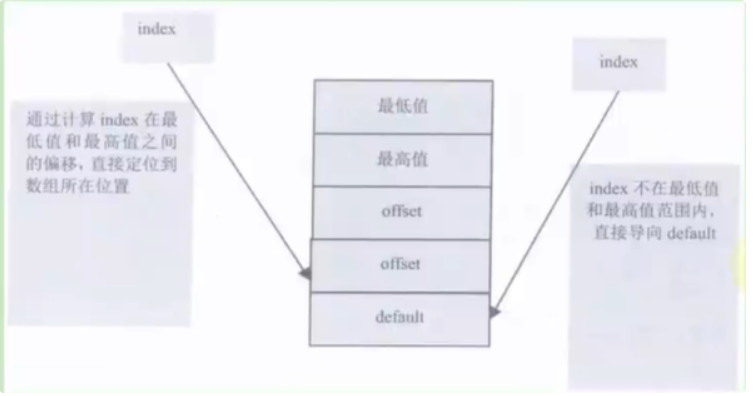 index
通过计算 index 在最
低值和最高值之间
的偏移，直接定位到
数组所在位置
最低值
最高值
offset
offset
default
index
index 不在最低值
和最高值范围内，
直接导向 default